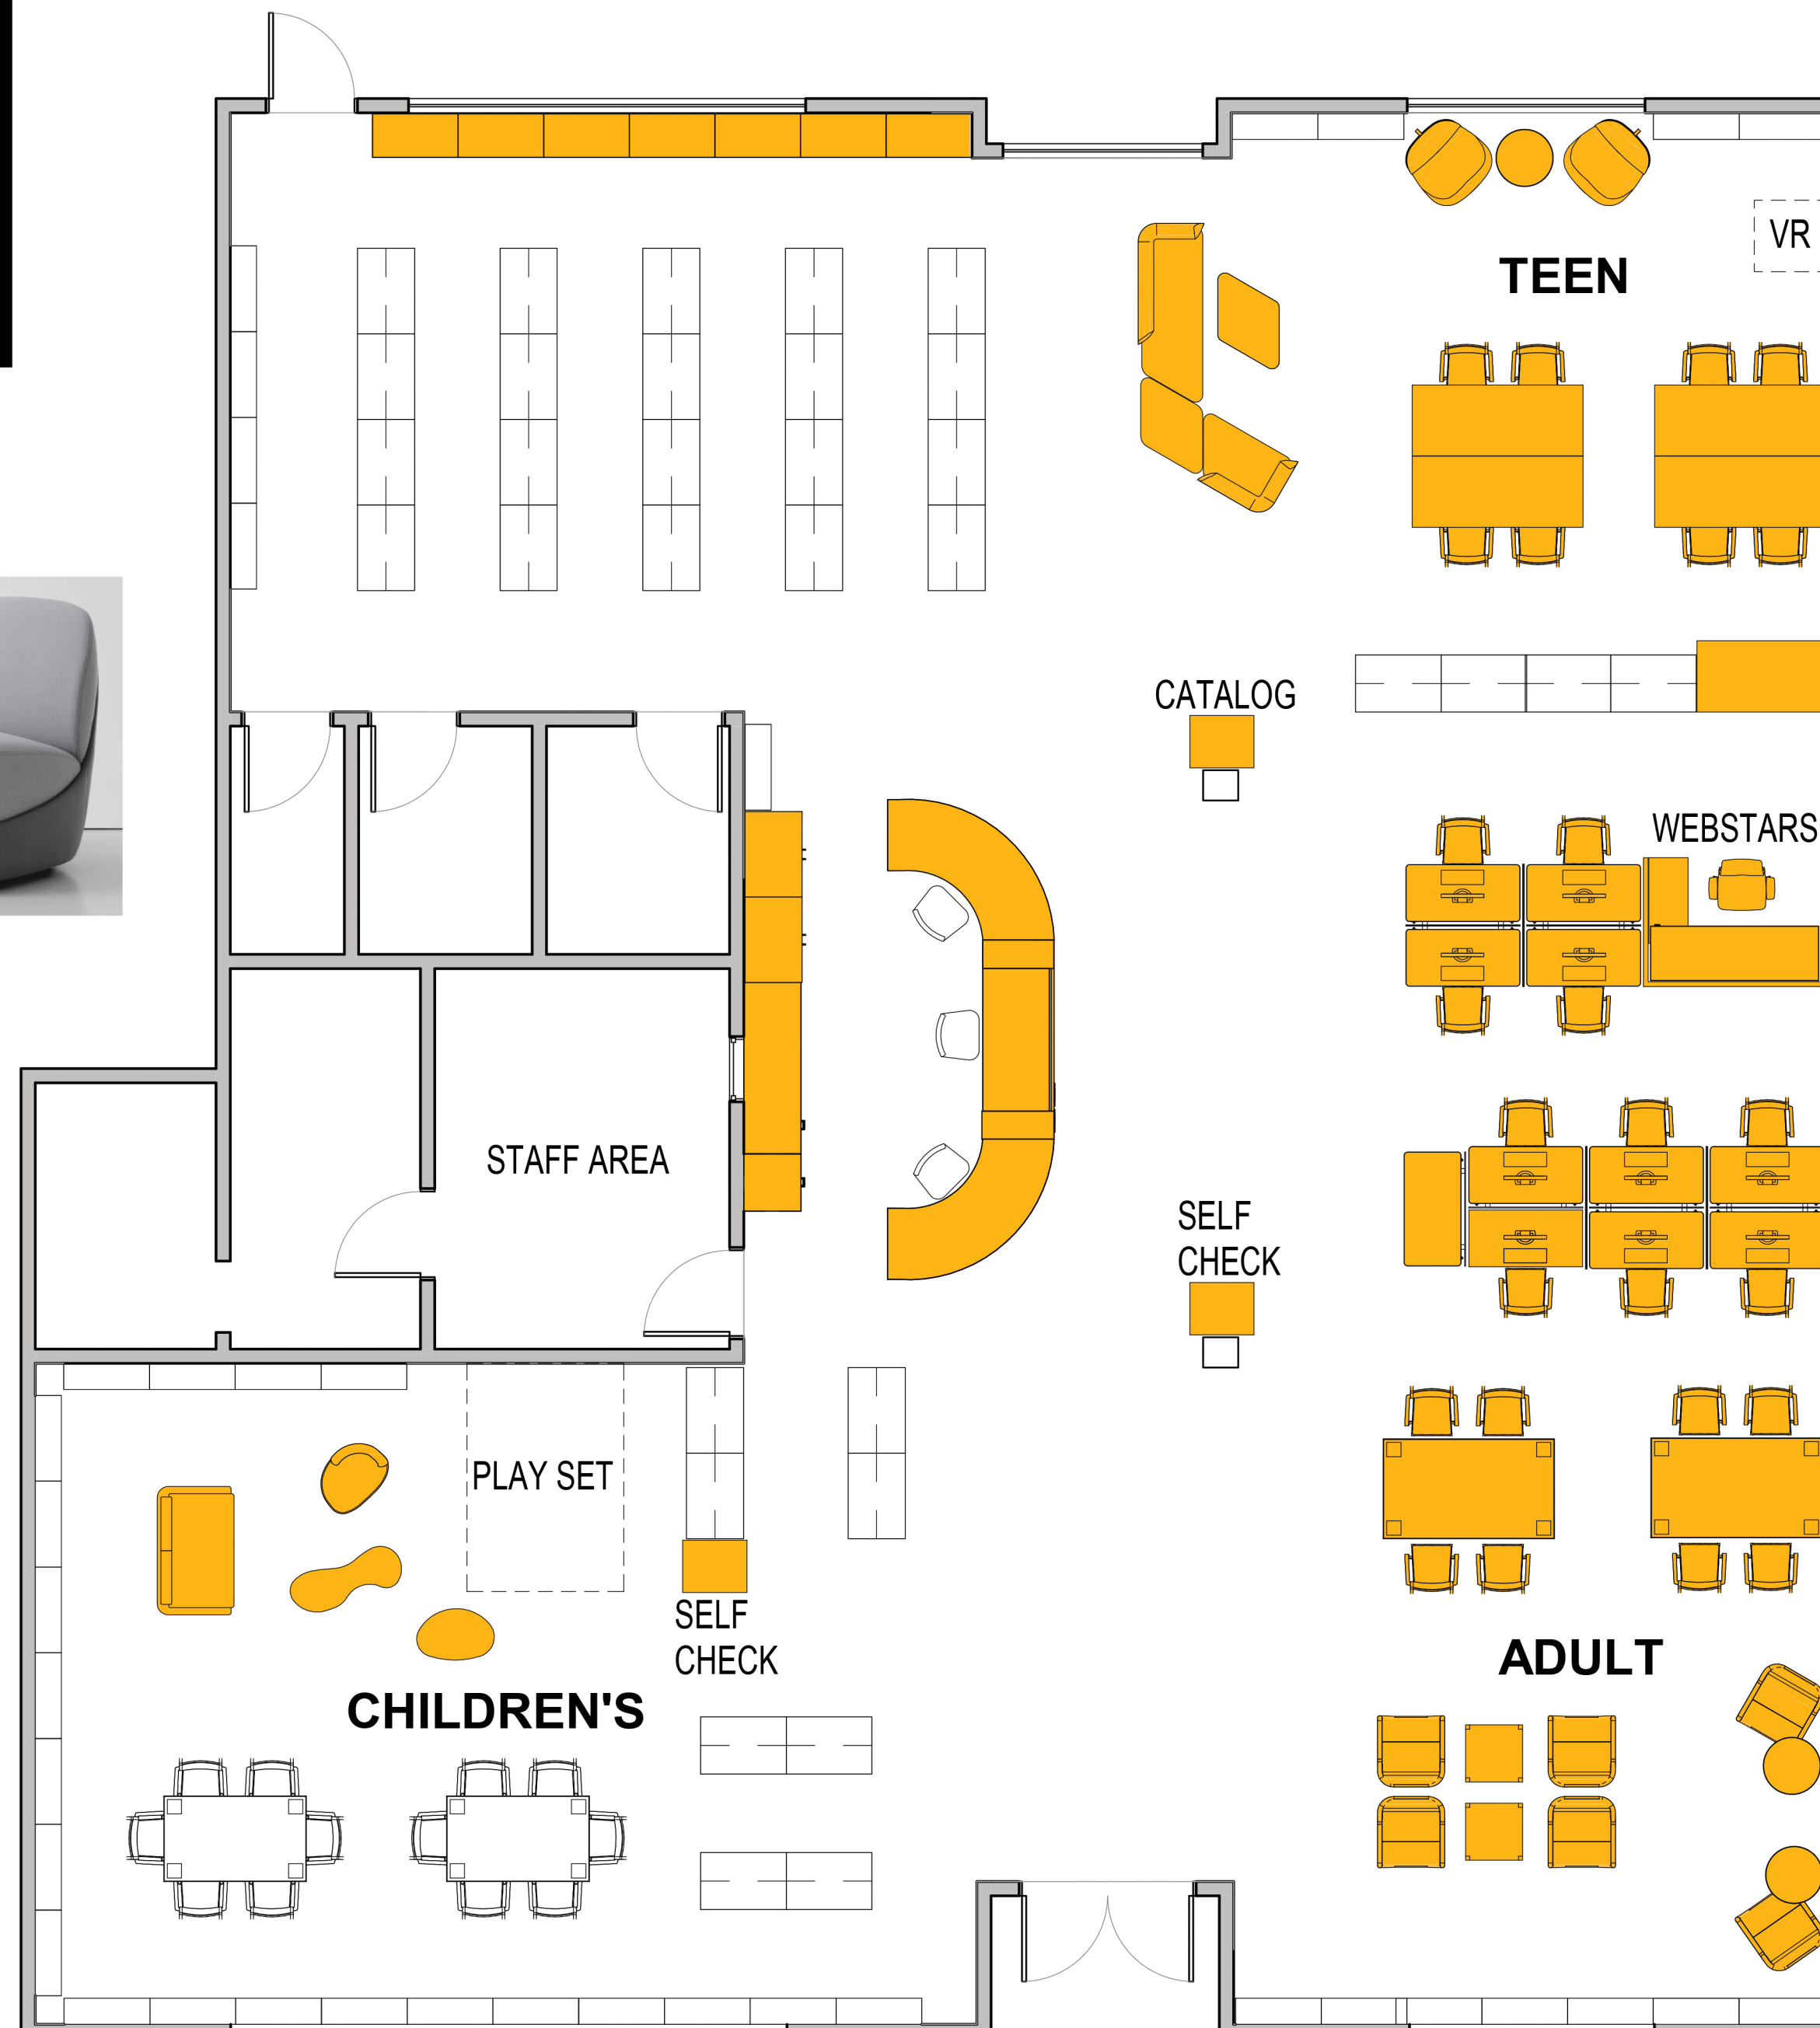 VR
TEEN
CATALOG
WEBSTARS
STAFF AREA
SELF
CHECK
PLAY SET
SELF
CHECK
ADULT
CHILDREN'S